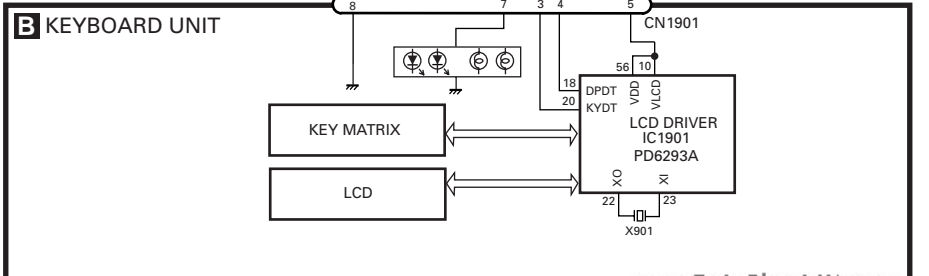 8 7 3 4 5
CN1901
B KEYBOARD UNIT
56 10
18 DPDT VDD VLCD
20 KYDT
KEY MATRIX
LCD DRIVER
IC1901
PD6293A
LCD
XO XI
22 23
X901